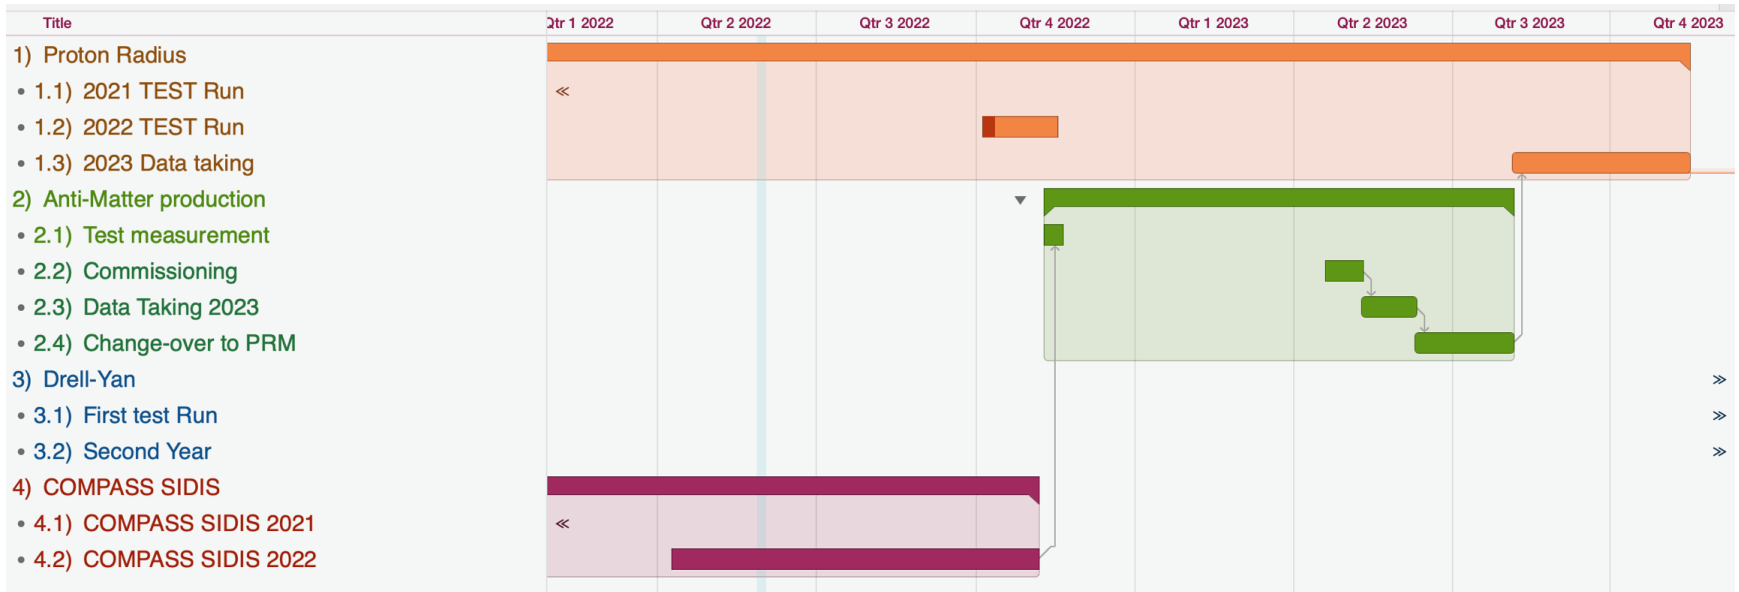 Title Qtr 1 2022 Qtr 2 2022 Qtr 3 2022 Qtr 4 2022 Qtr 1 2023 Qtr 2 2023 Qtr 3 2023 Qtr 4 2023
1) Proton Radius
• 1.1) 2021 TEST Run
• 1.2) 2022 TEST Run
• 1.3) 2023 Data taking
2) Anti-Matter production
• 2.1) Test measurement
• 2.2) Commissioning
• 2.3) Data Taking 2023
• 2.4) Change-over to PRM
3) Drell-Yan
• 3.1) First test Run
• 3.2) Second Year
4) COMPASS SIDIS
• 4.1) COMPASS SIDIS 2021
• 4.2) COMPASS SIDIS 2022